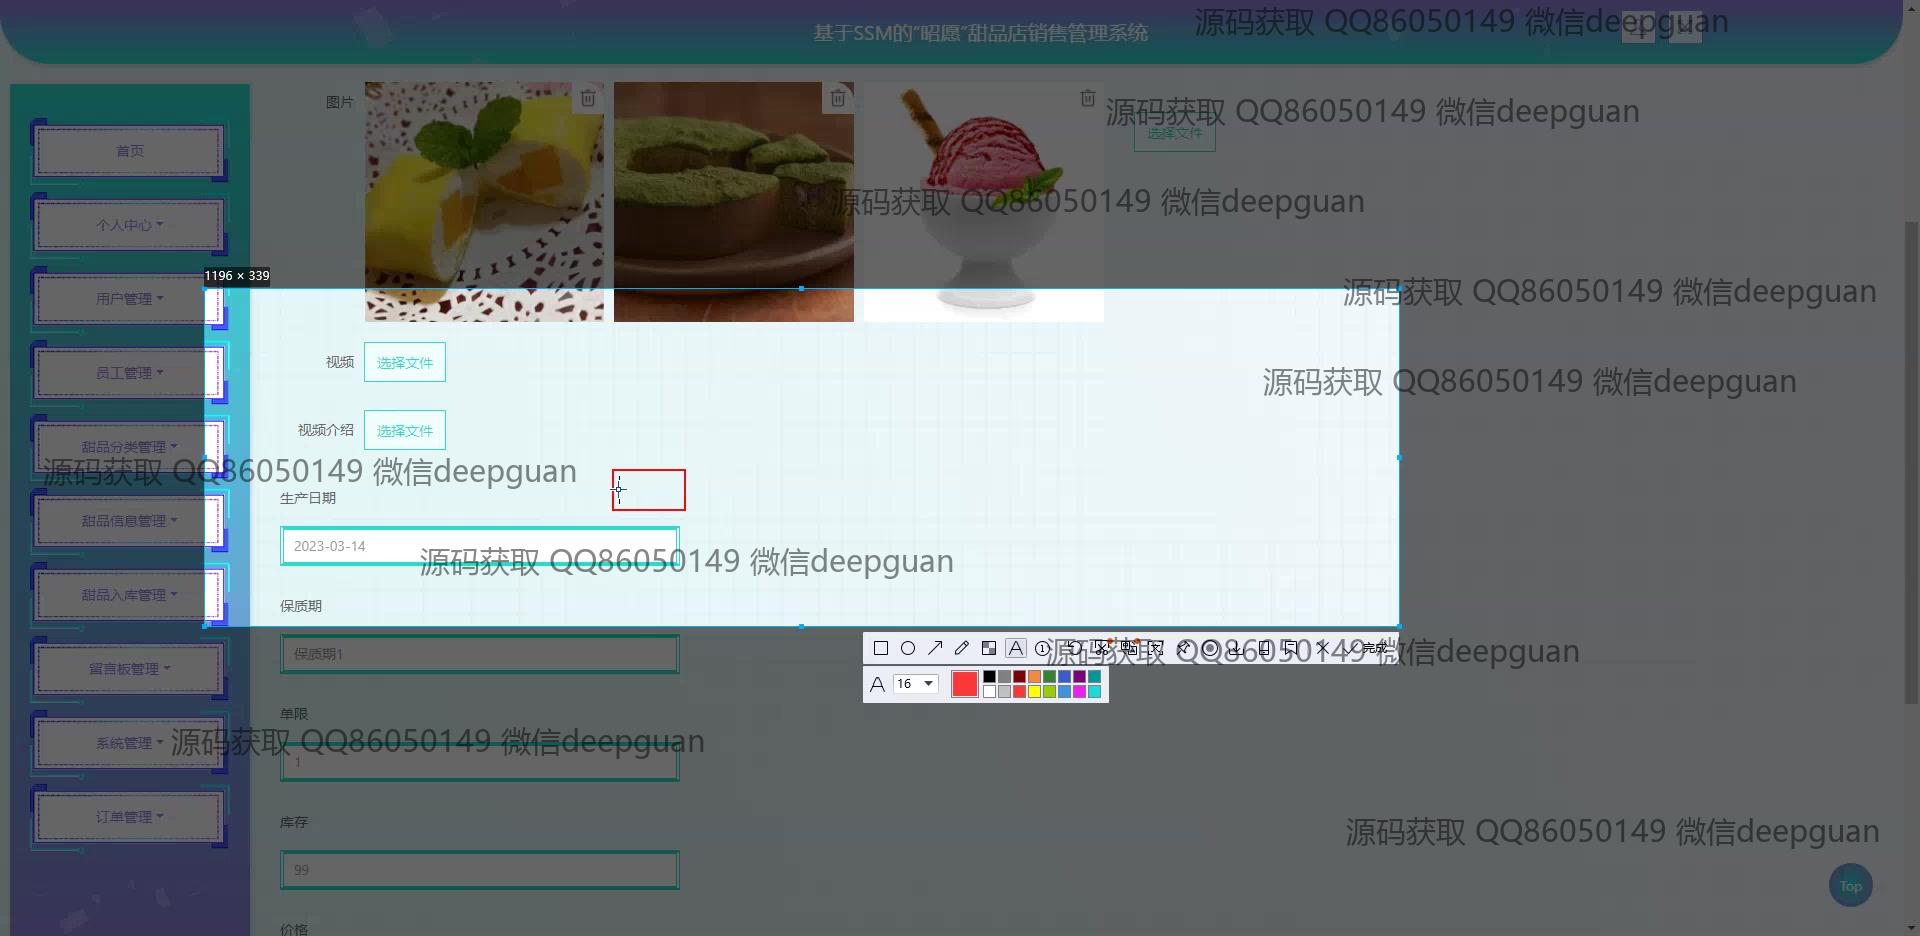 基于SSM的“昭愿”甜品店销售管理系统
源码获取 QQ86050149 微信deepguan
图片
选择文件
源码获取 QQ86050149 微信deepguan
首页
源码获取 QQ86050149 微信deepguan
个人中心
1196 × 339
用户管理
源码获取 QQ86050149 微信deepguan
视频
选择文件
员工管理
源码获取 QQ86050149 微信deepguan
视频介绍
选择文件
甜品分类管理
源码获取 QQ86050149 微信deepguan
生产日期
甜品信息管理
2023-03-14
源码获取 QQ86050149 微信deepguan
甜品入库管理
保质期
保质期1
A
完成
源码获取 QQ86050149 微信deepguan
留言板管理
A 16
单限
系统管理
源码获取 QQ86050149 微信deepguan
1
订单管理
库存
源码获取 QQ86050149 微信deepguan
99
Top
价格